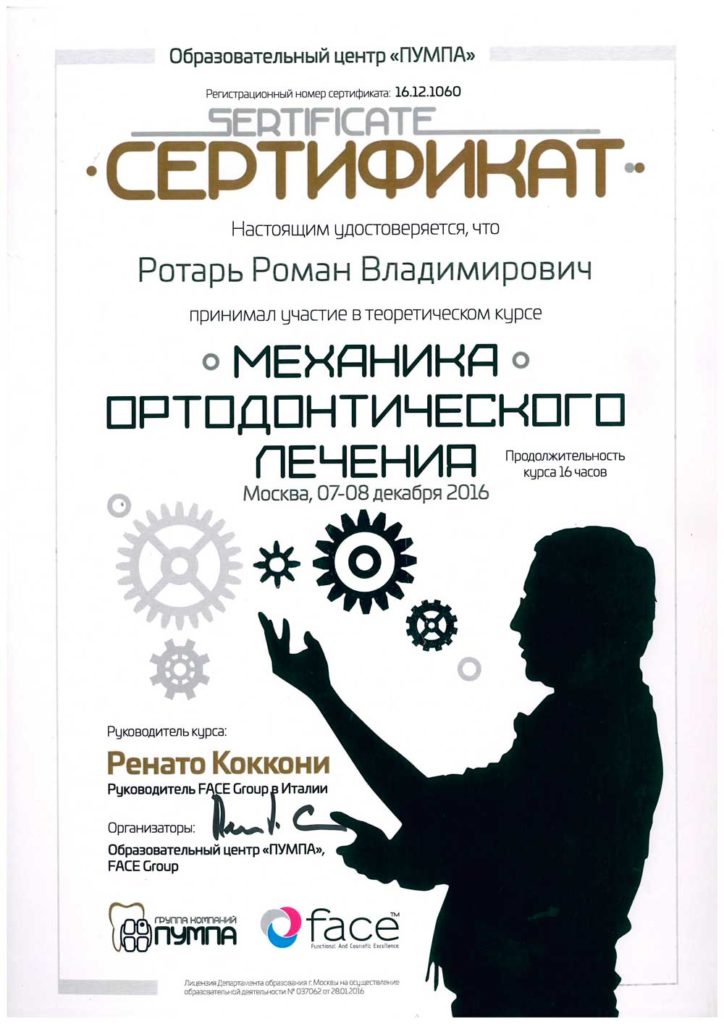 Образовательный центр «ПУМПА»
Регистрационный номер сертификата: 16.12.1060
SERTIFICATE
СЕРТИФИКАТ
Настоящим удостоверяется, что
Ротарь Роман Владимирович
принимал участие в теоретическом курсе
МЕХАНИКА
ОРТОДОНТИЧЕСКОГО
ЛЕЧЕНИЯ
Продолжительность
курса 16 часов
Москва, 07-08 декабря 2016
Руководитель курса:
Ренато Коккони
Руководитель FACE Group в Италии
Организаторы:
Образовательный центр «ПУМПА»,
FACE Group
ГРУППА КОМПАНИЙ
ПУМПА
face™
Functional And Cosmetic Excellence
Лицензия Департамента образования г. Москвы на осуществление
образовательной деятельности № 037062 от 28.01.2016